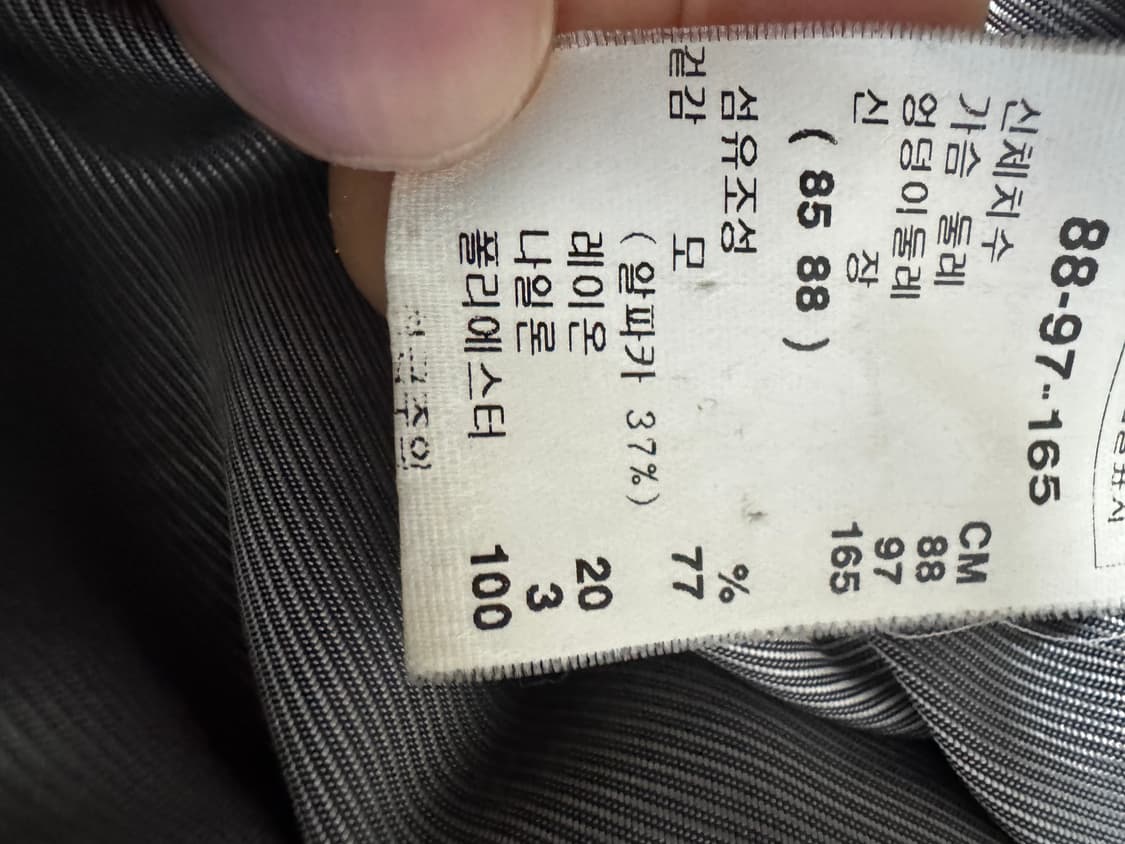 88-97-165
신체치수 CM
가슴 둘레 88
엉덩이둘레 97
신 장 165
( 85 88 )
섬유조성 %
겉감 모 77
(알파카 37%)
레이온 20
나일론 3
폴리에스터 100